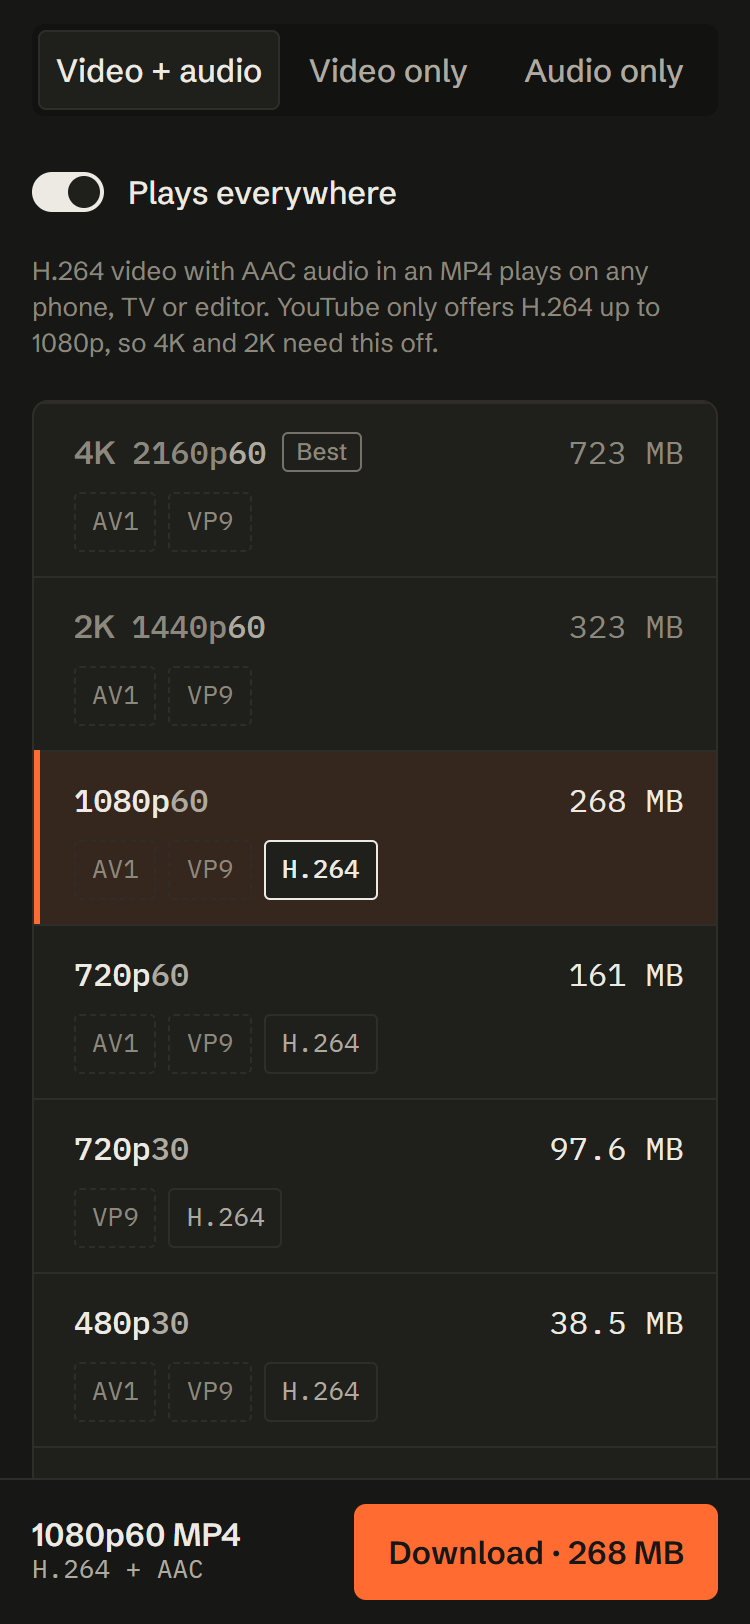 Video + audio Video only Audio only
Plays everywhere
H.264 video with AAC audio in an MP4 plays on any
phone, TV or editor. YouTube only offers H.264 up to
1080p, so 4K and 2K need this off.
4K 2160p60 Best 723 MB
AV1 VP9
2K 1440p60 323 MB
AV1 VP9
1080p60 268 MB
AV1 VP9 H.264
720p60 161 MB
AV1 VP9 H.264
720p30 97.6 MB
VP9 H.264
480p30 38.5 MB
AV1 VP9 H.264
1080p60 MP4
H.264 + AAC
Download · 268 MB